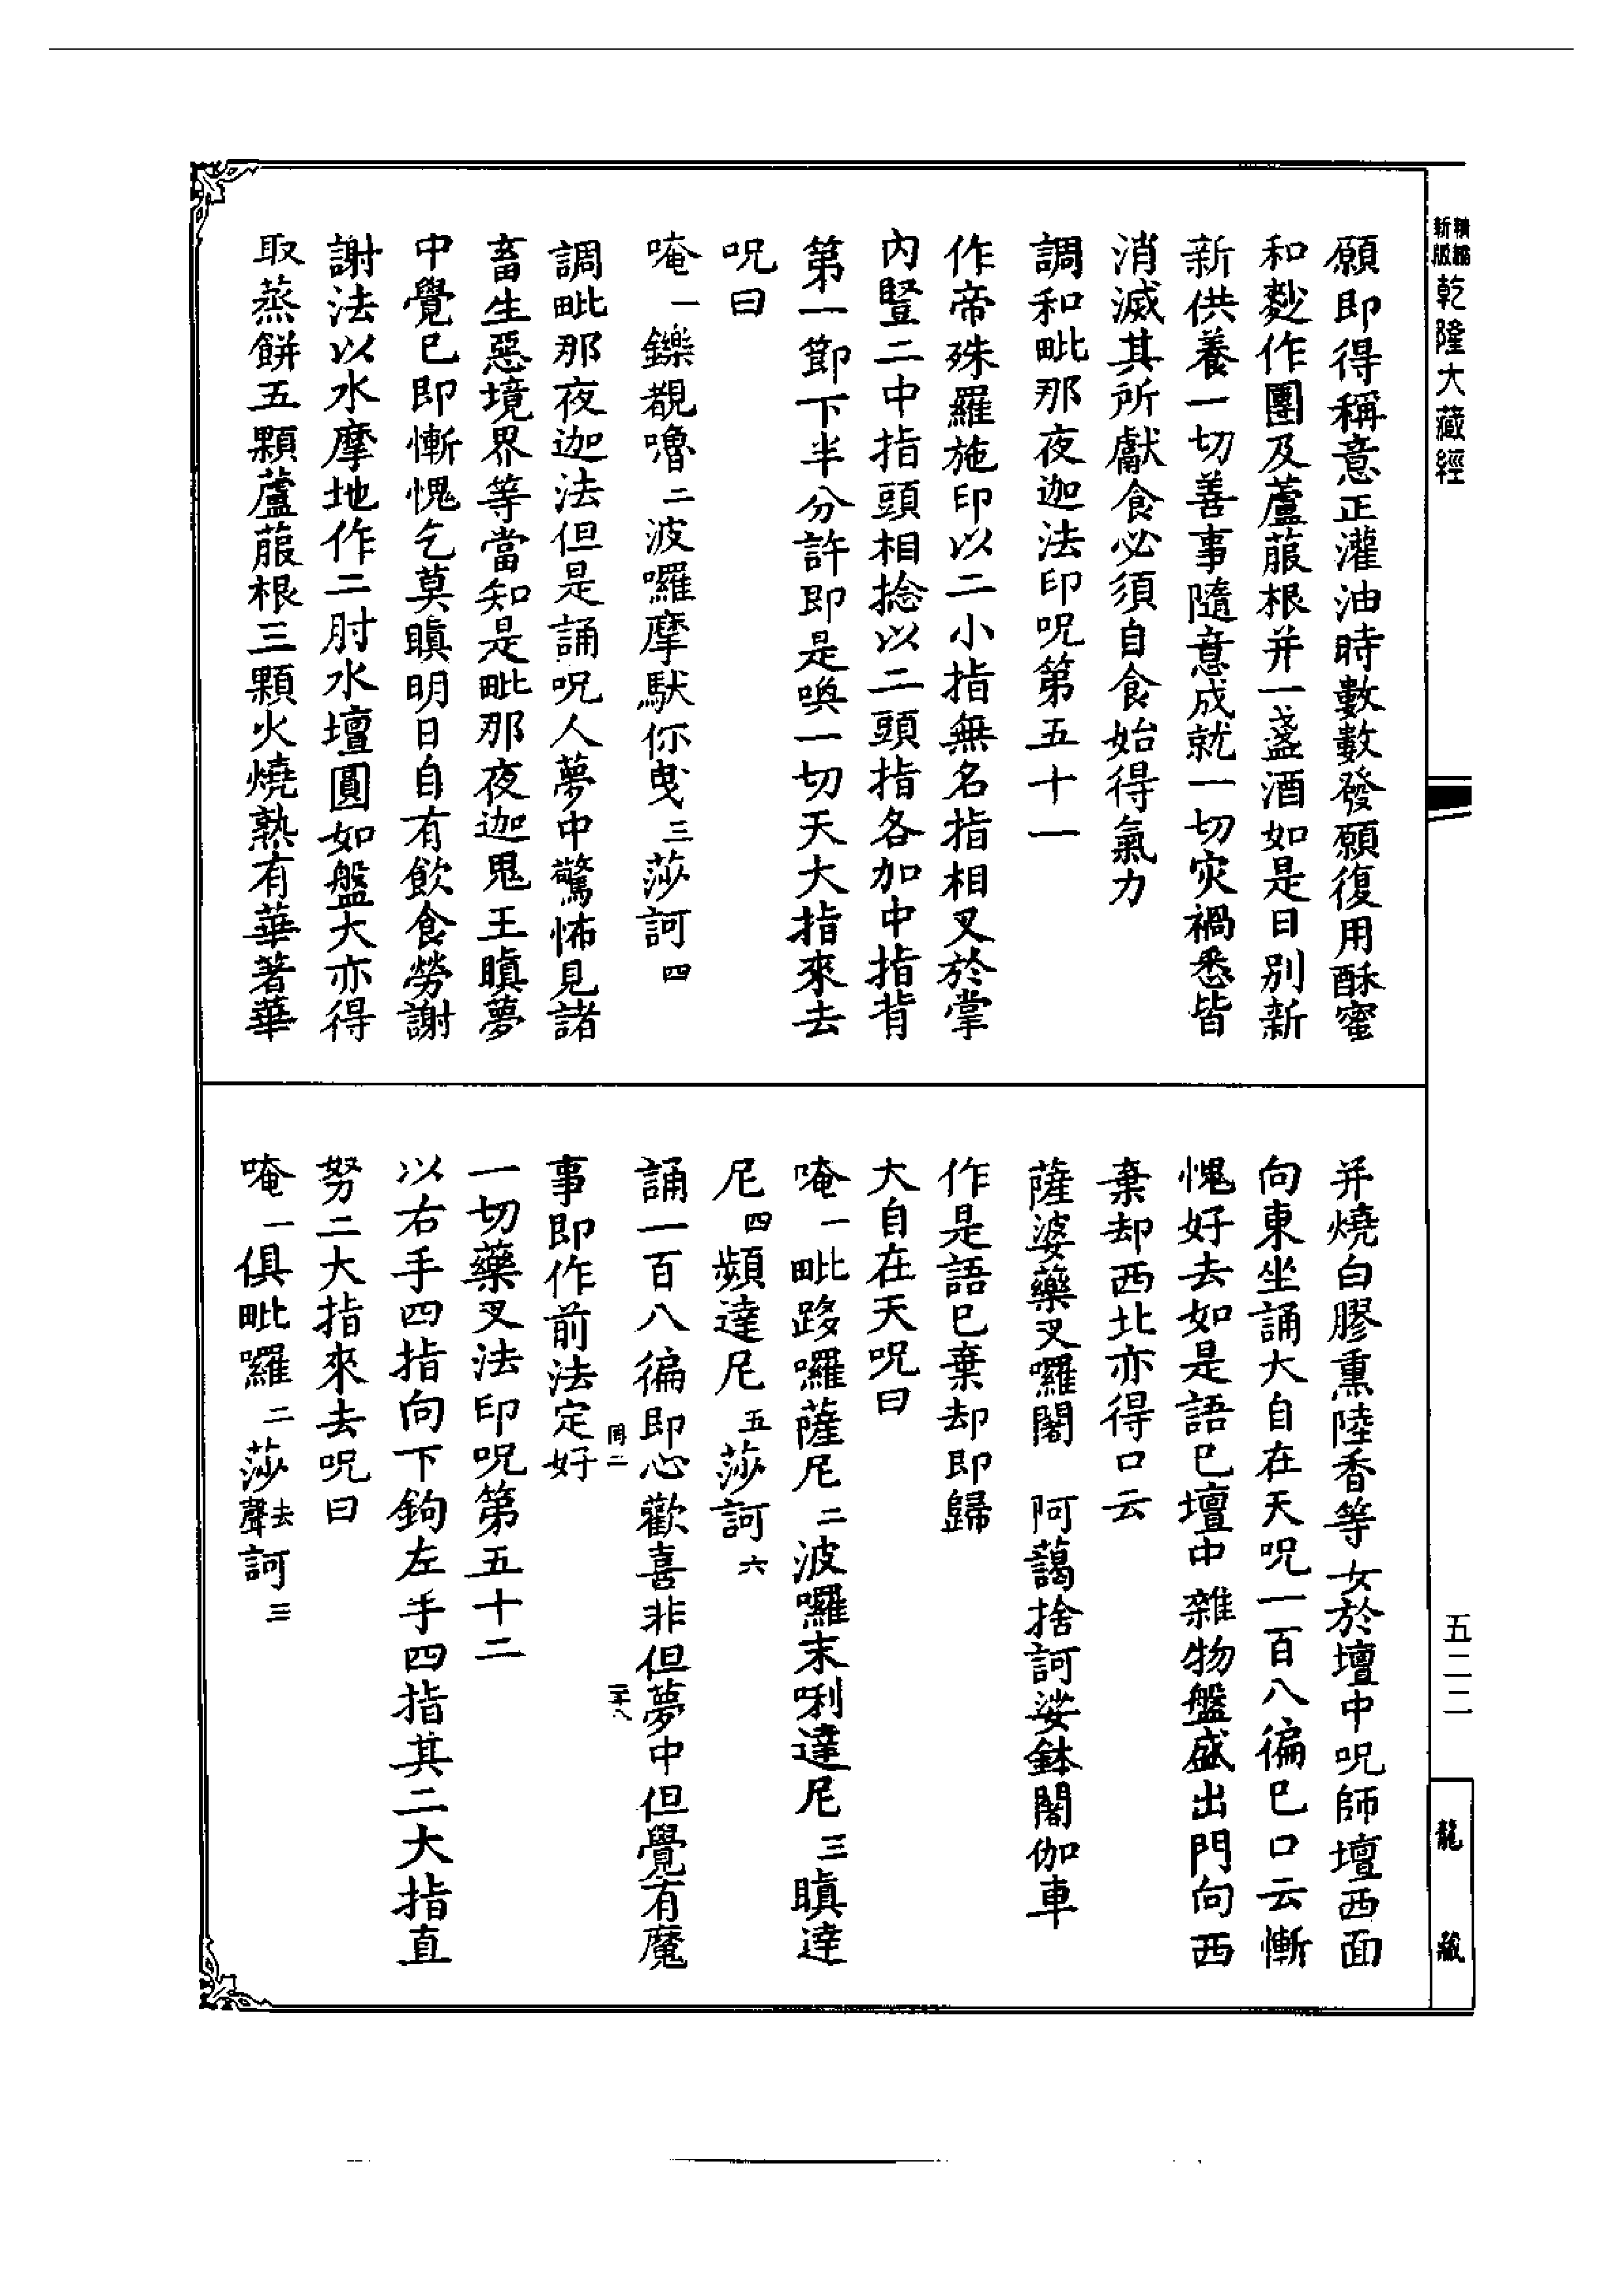 新版 精縮 乾隆大藏經
五二二
龍藏
願即得稱意正灌油時數數發願復用酥蜜
和麨作團及蘆菔根并一盞酒如是日別新
新供養一切善事隨意成就一切灾禍悉皆
消滅其所獻食必須自食始得氣力
調和毗那夜迦法印呪第五十一
作帝殊羅施印以二小指無名指相叉於掌
內豎二中指頭相捻以二頭指各加中指背
第一節下半分許即是喚一切天大指來去
呪曰
唵一鑠覩嚕二波囉摩馱你曳三莎訶四
調毗那夜迦法但是誦呪人夢中驚怖見諸
畜生惡境界等當知是毗那夜迦鬼王瞋夢
中覺已即慚愧乞莫瞋明日自有飲食勞謝
謝法以水摩地作二肘水壇圓如盤大亦得
取蒸餅五顆蘆菔根三顆火燒熟有華著華
并燒白膠熏陸香等安於壇中呪師壇西面
向東坐誦大自在天呪一百八徧已口云慚
愧好去如是語已壇中雜物盤盛出門向西
棄却西北亦得口云
薩婆藥叉囉闍 阿藹捨訶娑鉢闍伽車
作是語已棄却即歸
大自在天呪曰
唵一毗跢囉薩尼二波囉末唎達尼三瞋達
尼四頻達尼五莎訶六
誦一百八徧即心歡喜非但夢中但覺有魔
事即作前法定好
一切藥叉法印呪第五十二
以右手四指向下鉤左手四指其二大指直
努二大指來去呪曰
唵一俱毗囉二莎去聲訶三